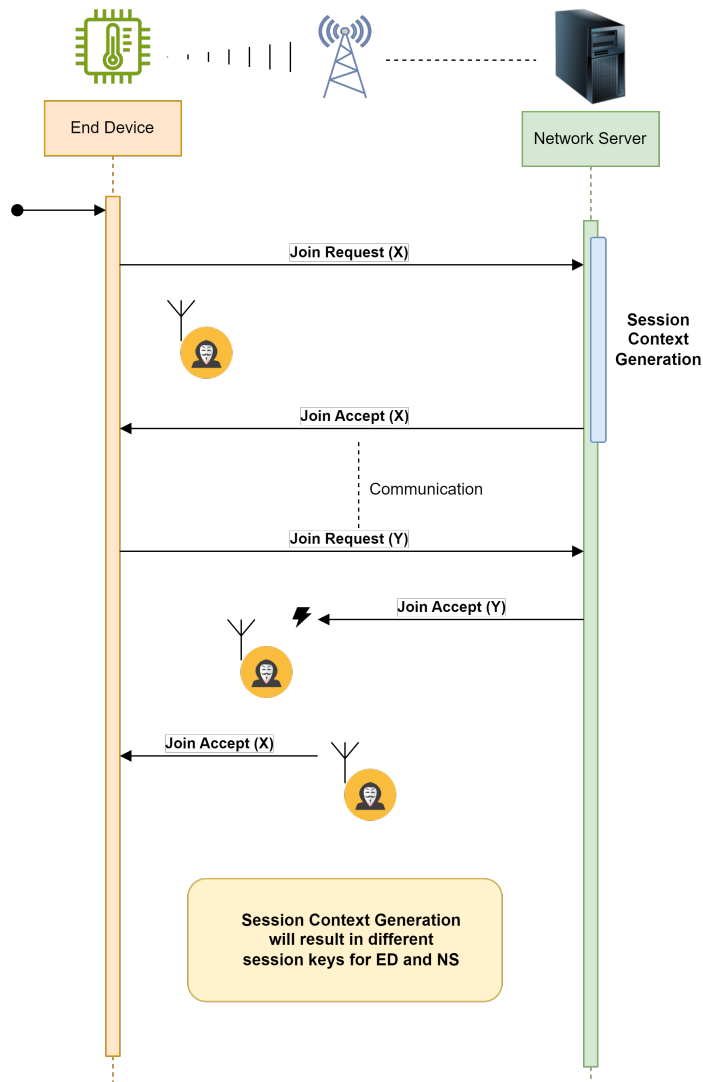 End Device
Network Server
Join Request (X)
Session
Context
Generation
Join Accept (X)
Communication
Join Request (Y)
Join Accept (Y)
Join Accept (X)
Session Context Generation
will result in different
session keys for ED and NS